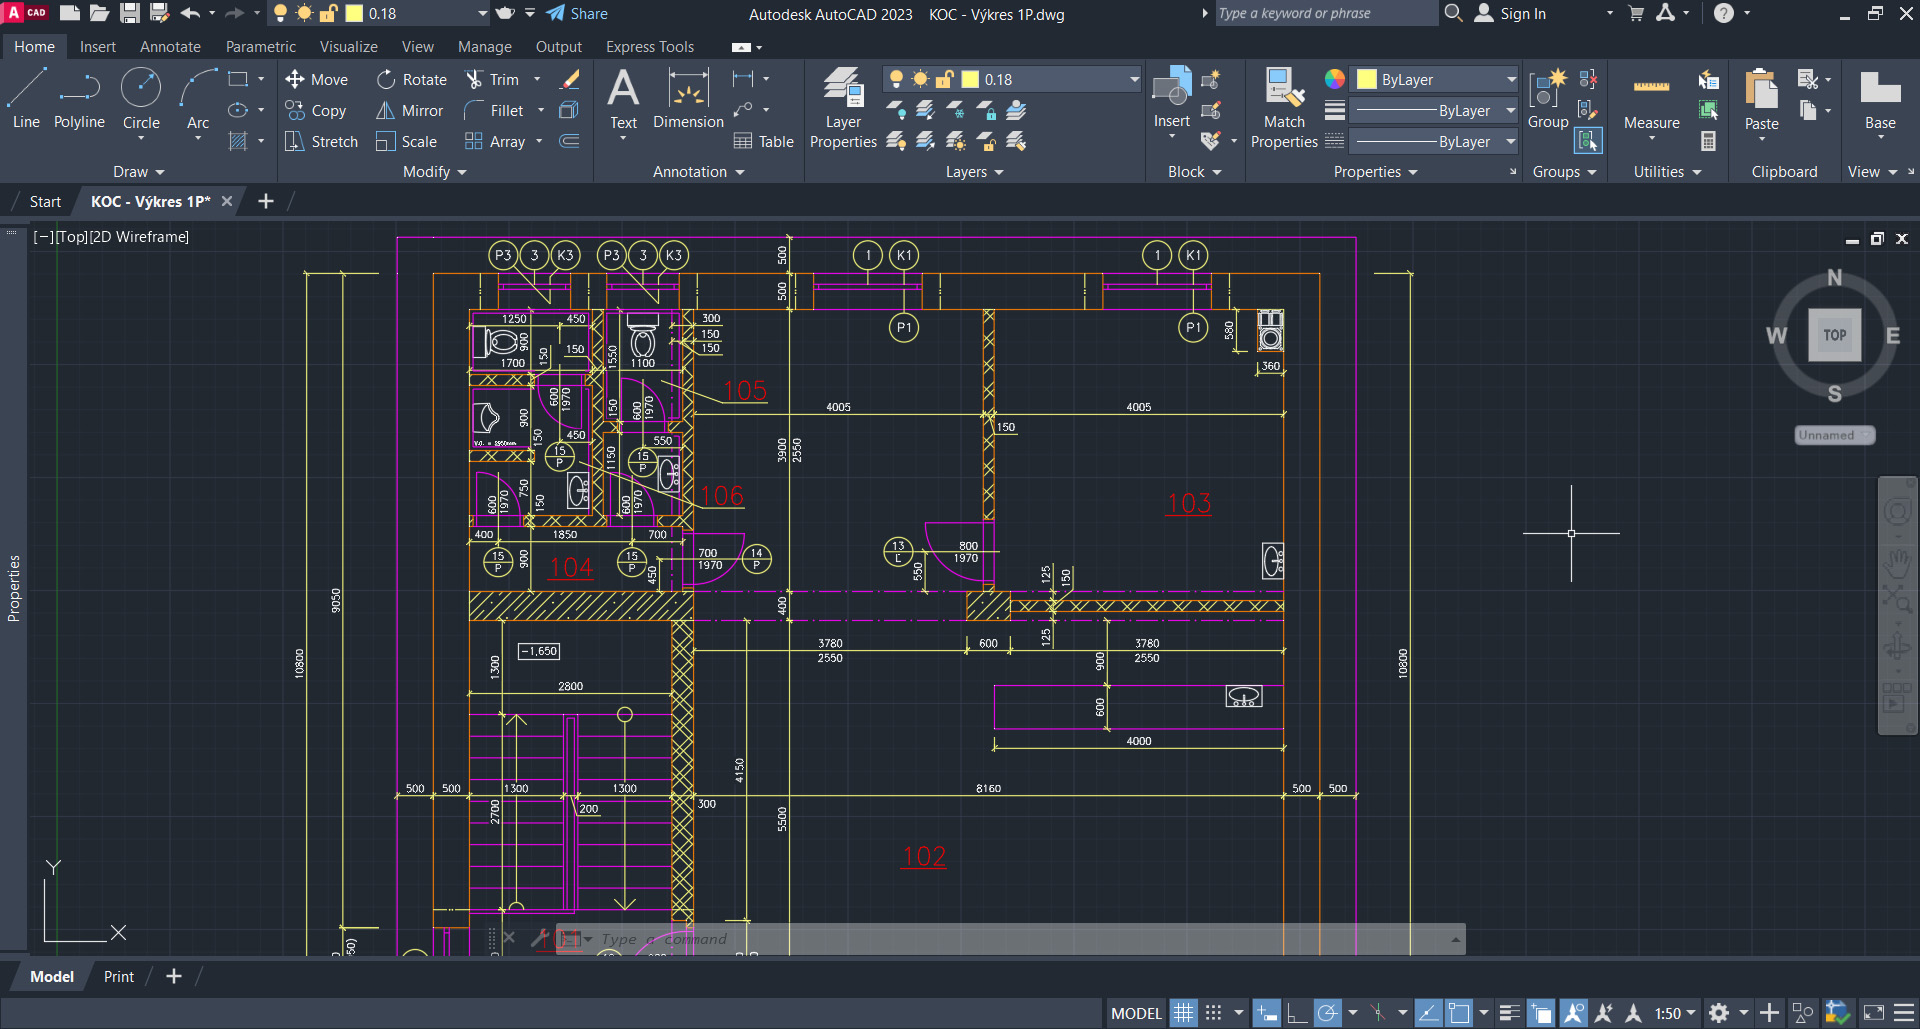 A CAD
0.18
Share
Autodesk AutoCAD 2023 KOC - Výkres 1P.dwg
Type a keyword or phrase
Sign In
Home Insert Annotate Parametric Visualize View Manage Output Express Tools
Line Polyline Circle Arc
Move Rotate Trim
Copy Mirror Fillet
Stretch Scale Array
Text Dimension Table
Layer Properties
0.18
Insert
Match Properties
ByLayer
ByLayer
ByLayer
Group
Measure
Paste
Base
Draw Modify Annotation Layers Block Properties Groups Utilities Clipboard View
Start KOC - Výkres 1P*
[−][Top][2D Wireframe]
Properties
P3 3 K3 P3 3 K3 500 1 K1 1 K1
500
1250 450 300
150
P1 P1 580
900 150 150 1550 150
1700 1100
360
105
600 1970 150 600 1970
4005 4005
900
150 450 550 150
V.O. = 2950mm
15 P 15 P 1150
3900 2550
750
106 103
600 1970 150 600 1970
400 1850 700
13 L 800 1970
15 P 15 P 700 1970 14 P
900 104 450 550 125 150
9050
400
125
3780 2550 600 3780 2550
-1,650
1300
900
10800 10800
2800
600
4000
4150
500 500 1300 1300 8160 500 500
200 300
2700
5500
102
N
W TOP E
S
Unnamed
Y
X
Type a command
Model Print
MODEL 1:50